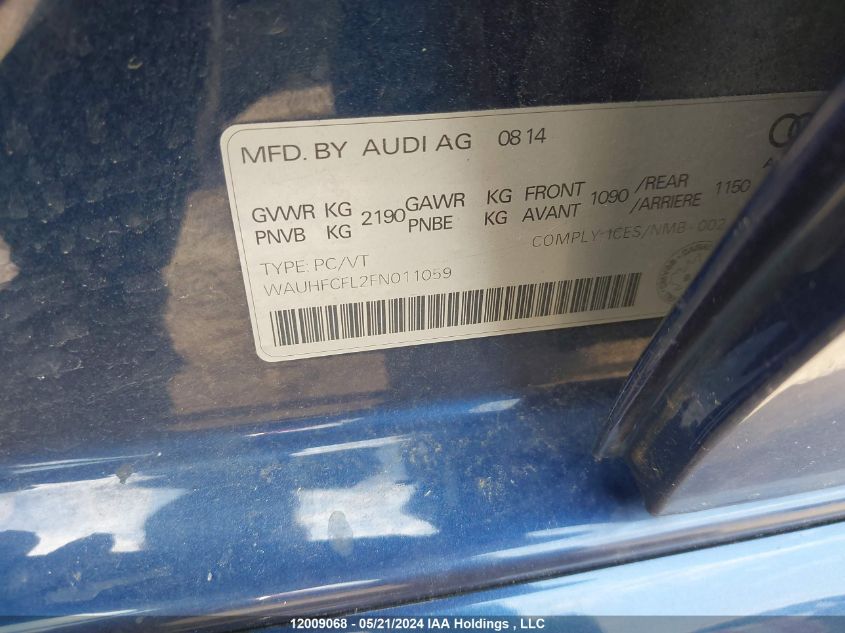 MFD. BY AUDI AG 08 14
GVWR KG 2190 GAWR KG FRONT 1090 /REAR 1150
PNVB KG PNBE KG AVANT /ARRIERE
COMPLY: ICES/NMB-002
TYPE: PC/VT
WAUHFCFL2FN011059
12009068 - 05/21/2024 IAA Holdings , LLC